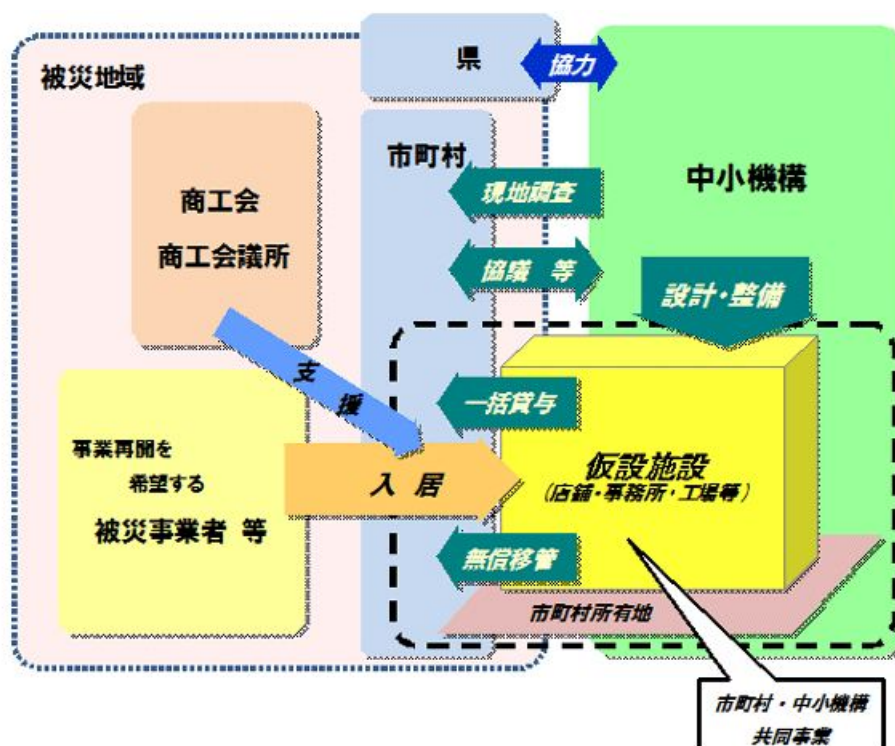 被災地域
県
協力
商工会
商工会議所
市町村
現地調査
中小機構
協議 等
設計・整備
支援
一括貸与
事業再開を
希望する
被災事業者 等
入 居
仮設施設
（店舗・事務所・工場等）
無償移管
市町村所有地
市町村・中小機構
共同事業